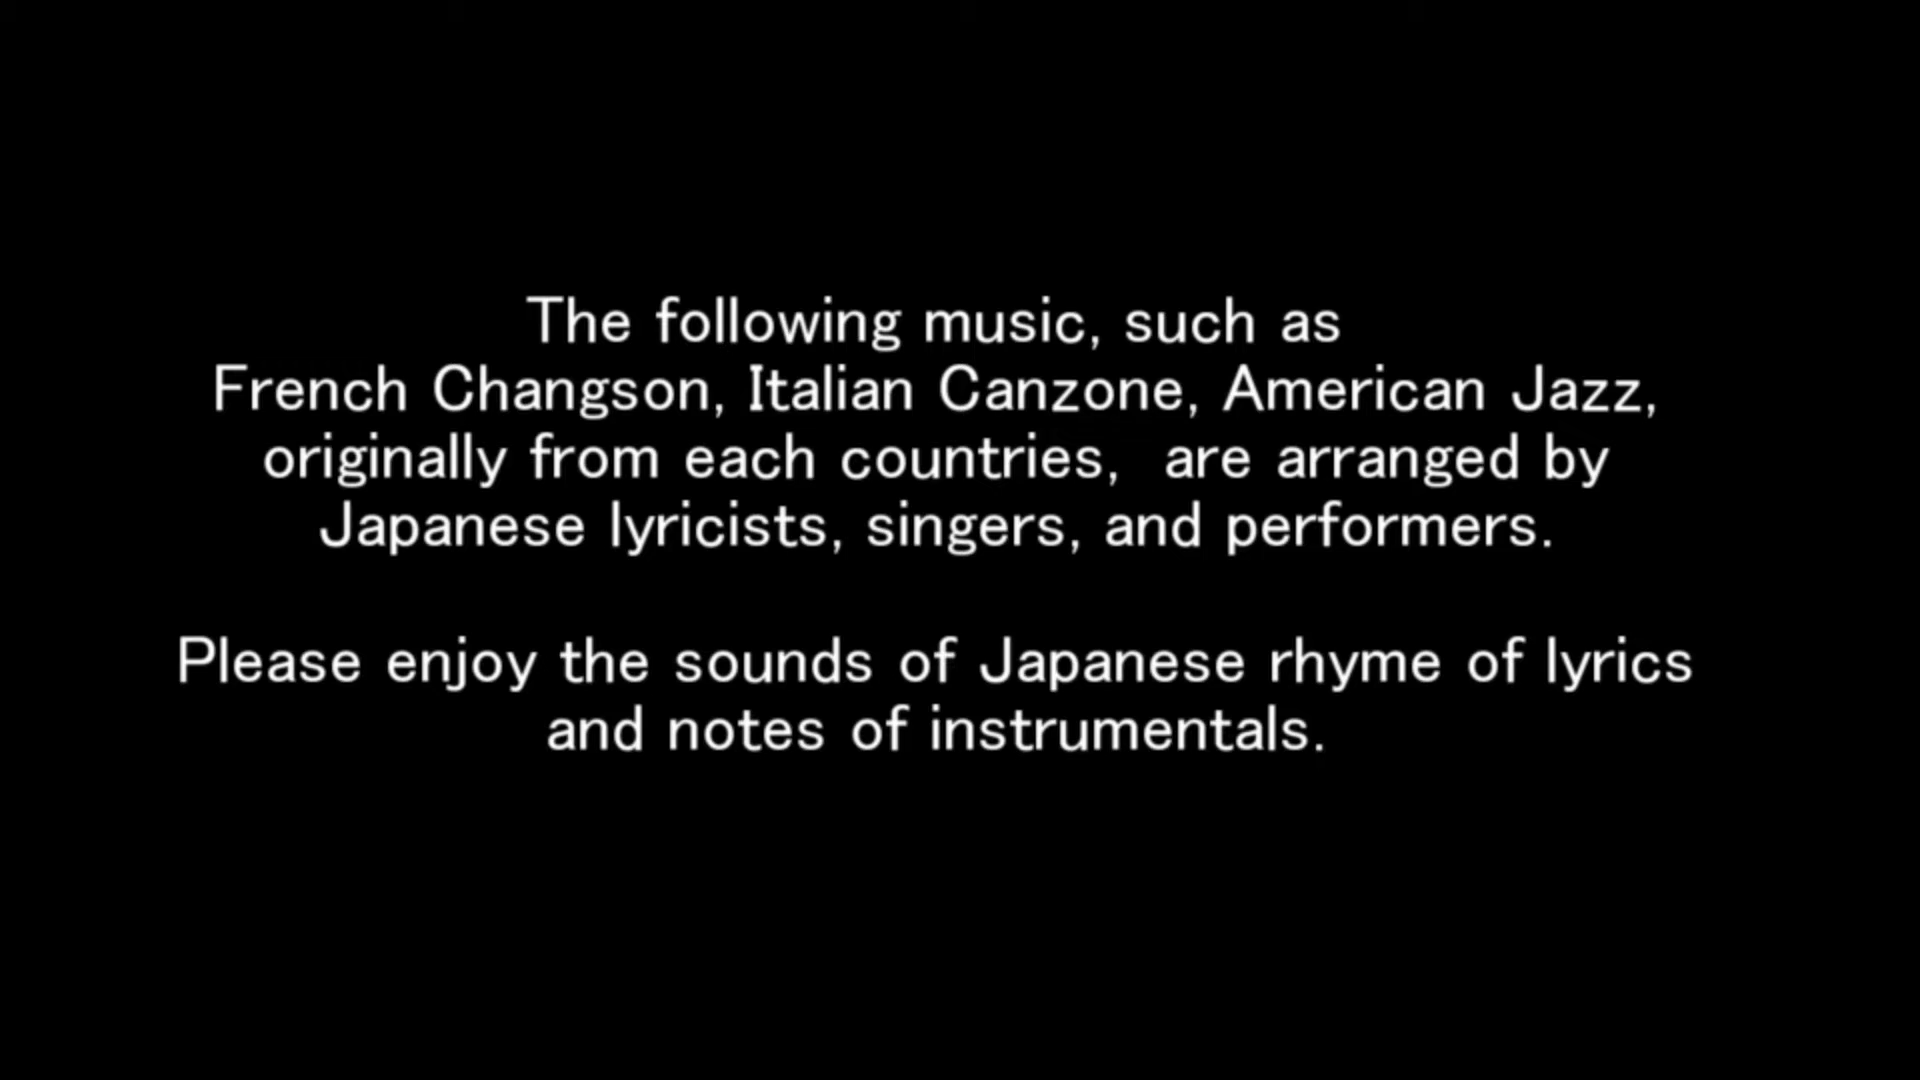 The following music, such as
French Changson, Italian Canzone, American Jazz,
originally from each countries,  are arranged by
Japanese lyricists, singers, and performers.
Please enjoy the sounds of Japanese rhyme of lyrics
and notes of instrumentals.